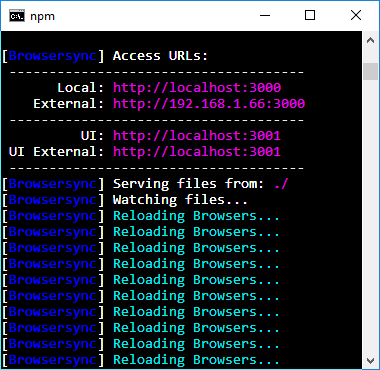 npm
[Browsersync] Access URLs:
--------------------------------------
Local: http://localhost:3000
External: http://192.168.1.66:3000
--------------------------------------
UI: http://localhost:3001
UI External: http://localhost:3001
--------------------------------------
[Browsersync] Serving files from: ./
[Browsersync] Watching files...
[Browsersync] Reloading Browsers...
[Browsersync] Reloading Browsers...
[Browsersync] Reloading Browsers...
[Browsersync] Reloading Browsers...
[Browsersync] Reloading Browsers...
[Browsersync] Reloading Browsers...
[Browsersync] Reloading Browsers...
[Browsersync] Reloading Browsers...
[Browsersync] Reloading Browsers...
[Browsersync] Reloading Browsers...